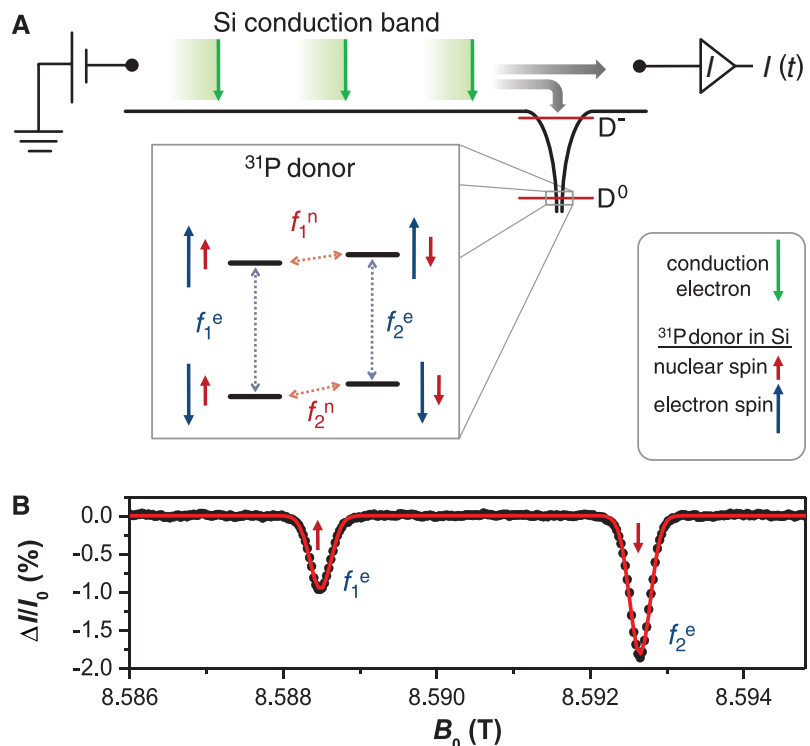 A
Si conduction band
I
I (t)
D⁻
D⁰
³¹P donor
f₁ⁿ
f₁ᵉ
f₂ᵉ
f₂ⁿ
conduction
electron
³¹P donor in Si
nuclear spin
electron spin
B
0.0
-0.5
-1.0
-1.5
-2.0
ΔI/I₀ (%)
f₁ᵉ
f₂ᵉ
8.586
8.588
8.590
8.592
8.594
B₀ (T)